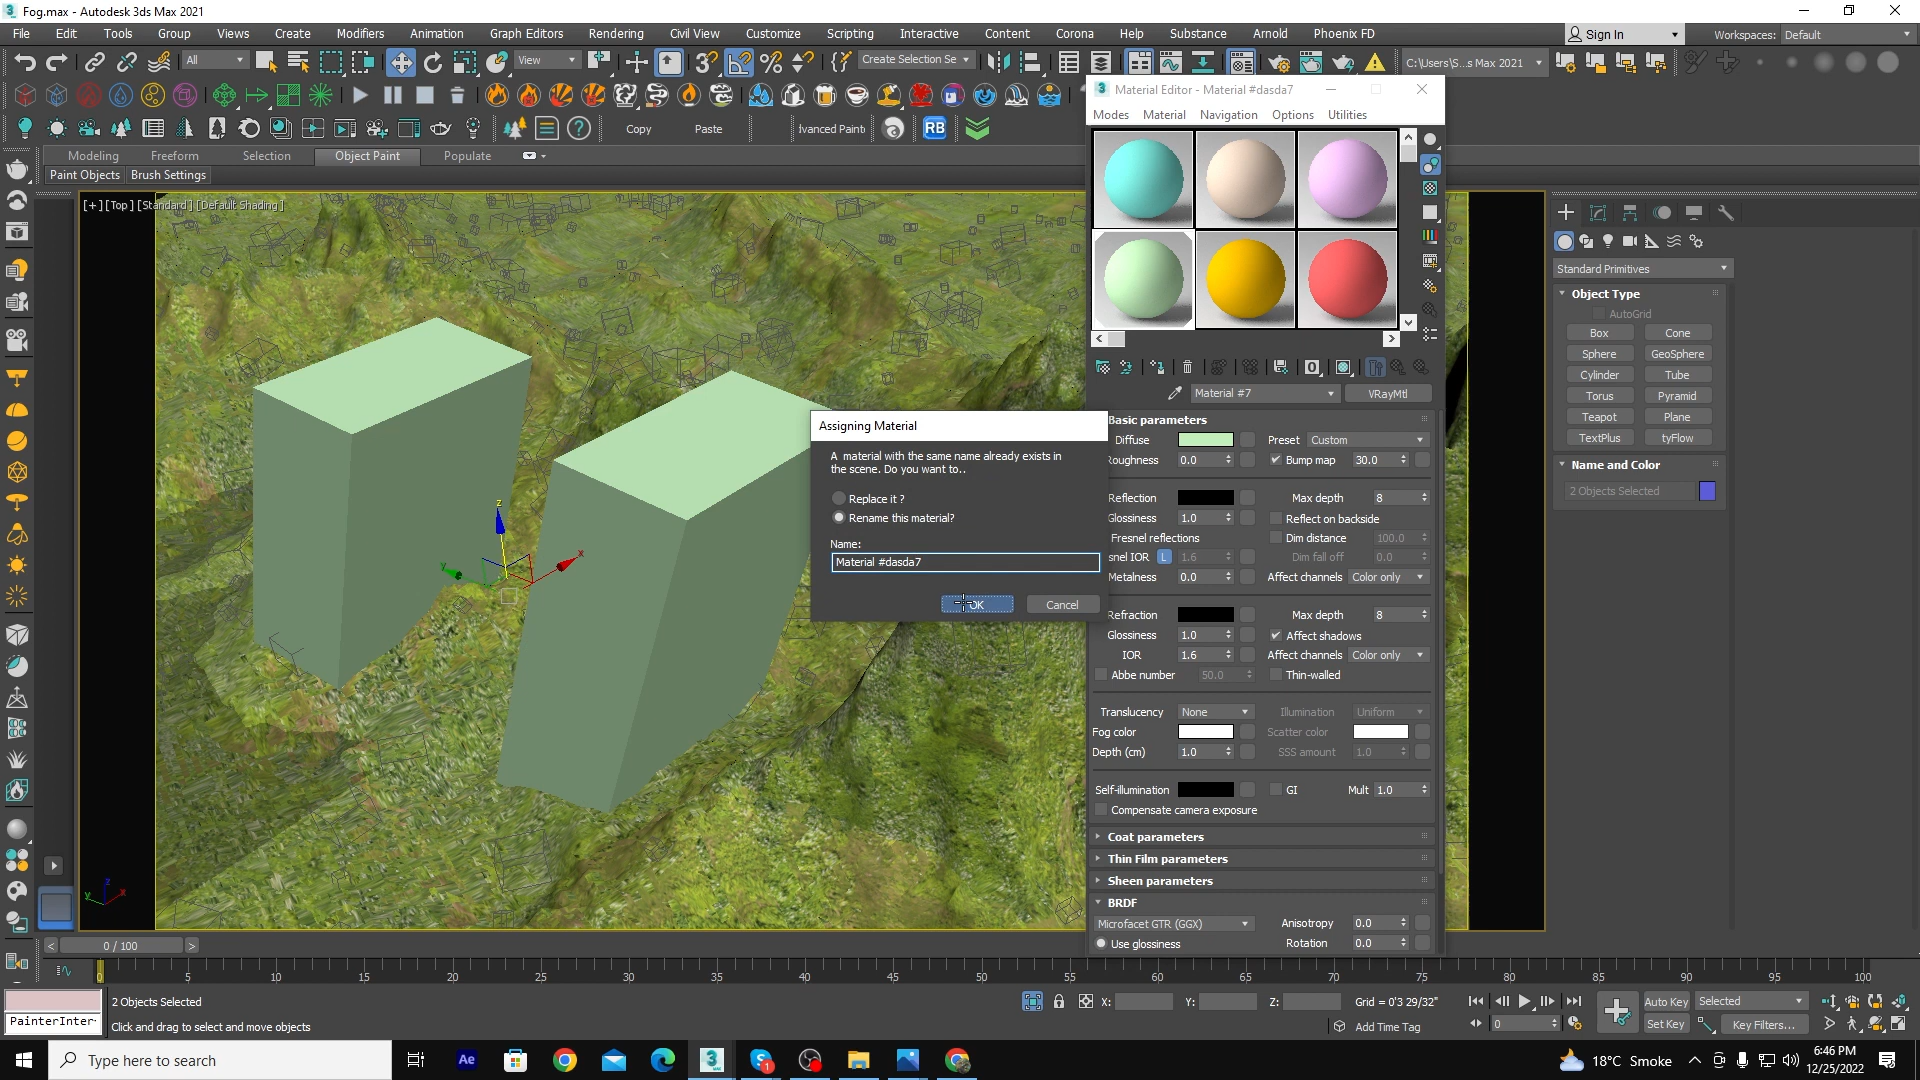 Fog.max - Autodesk 3ds Max 2021
File Edit Tools Group Views Create Modifiers Animation Graph Editors Rendering Civil View Customize Scripting Interactive Content Corona Help Substance Arnold Phoenix FD
Sign In
Workspaces: Default
All
View
Create Selection Se
C:\Users\S...s Max 2021
Copy Paste
RB
Modeling Freeform Selection Object Paint Populate
Paint Objects Brush Settings
[+][Top][Standard][Default Shading]
Material Editor - Material #dasda7
Modes Material Navigation Options Utilities
Material #7
VRayMtl
Basic parameters
Diffuse
Preset Custom
Roughness 0.0
Bump map 30.0
Reflection
Max depth 8
Glossiness 1.0
Reflect on backside
Fresnel reflections
Dim distance 100.0
snel IOR L 1.6
Dim fall off 0.0
Metalness 0.0
Affect channels Color only
Refraction
Max depth 8
Glossiness 1.0
Affect shadows
IOR 1.6
Affect channels Color only
Abbe number 50.0
Thin-walled
Translucency None
Illumination Uniform
Fog color
Scatter color
Depth (cm) 1.0
SSS amount 1.0
Self-illumination
GI
Mult 1.0
Compensate camera exposure
Coat parameters
Thin Film parameters
Sheen parameters
BRDF
Microfacet GTR (GGX)
Anisotropy 0.0
Use glossiness
Rotation 0.0
Assigning Material
A material with the same name already exists in
the scene. Do you want to..
Replace it ?
Rename this material?
Name:
Material #dasda7
OK
Cancel
Standard Primitives
Object Type
AutoGrid
Box Cone
Sphere GeoSphere
Cylinder Tube
Torus Pyramid
Teapot Plane
TextPlus tyFlow
Name and Color
2 Objects Selected
z
x
y
0 / 100
0 5 10 15 20 25 30 35 40 45 50 55 60 65 70 75 80 85 90 95 100
2 Objects Selected
PainterInter
Click and drag to select and move objects
X: Y: Z:
Grid = 0'3 29/32"
Add Time Tag
0
Auto Key Selected
Set Key Key Filters...
Type here to search
Ae
18°C Smoke
6:46 PM
12/25/2022